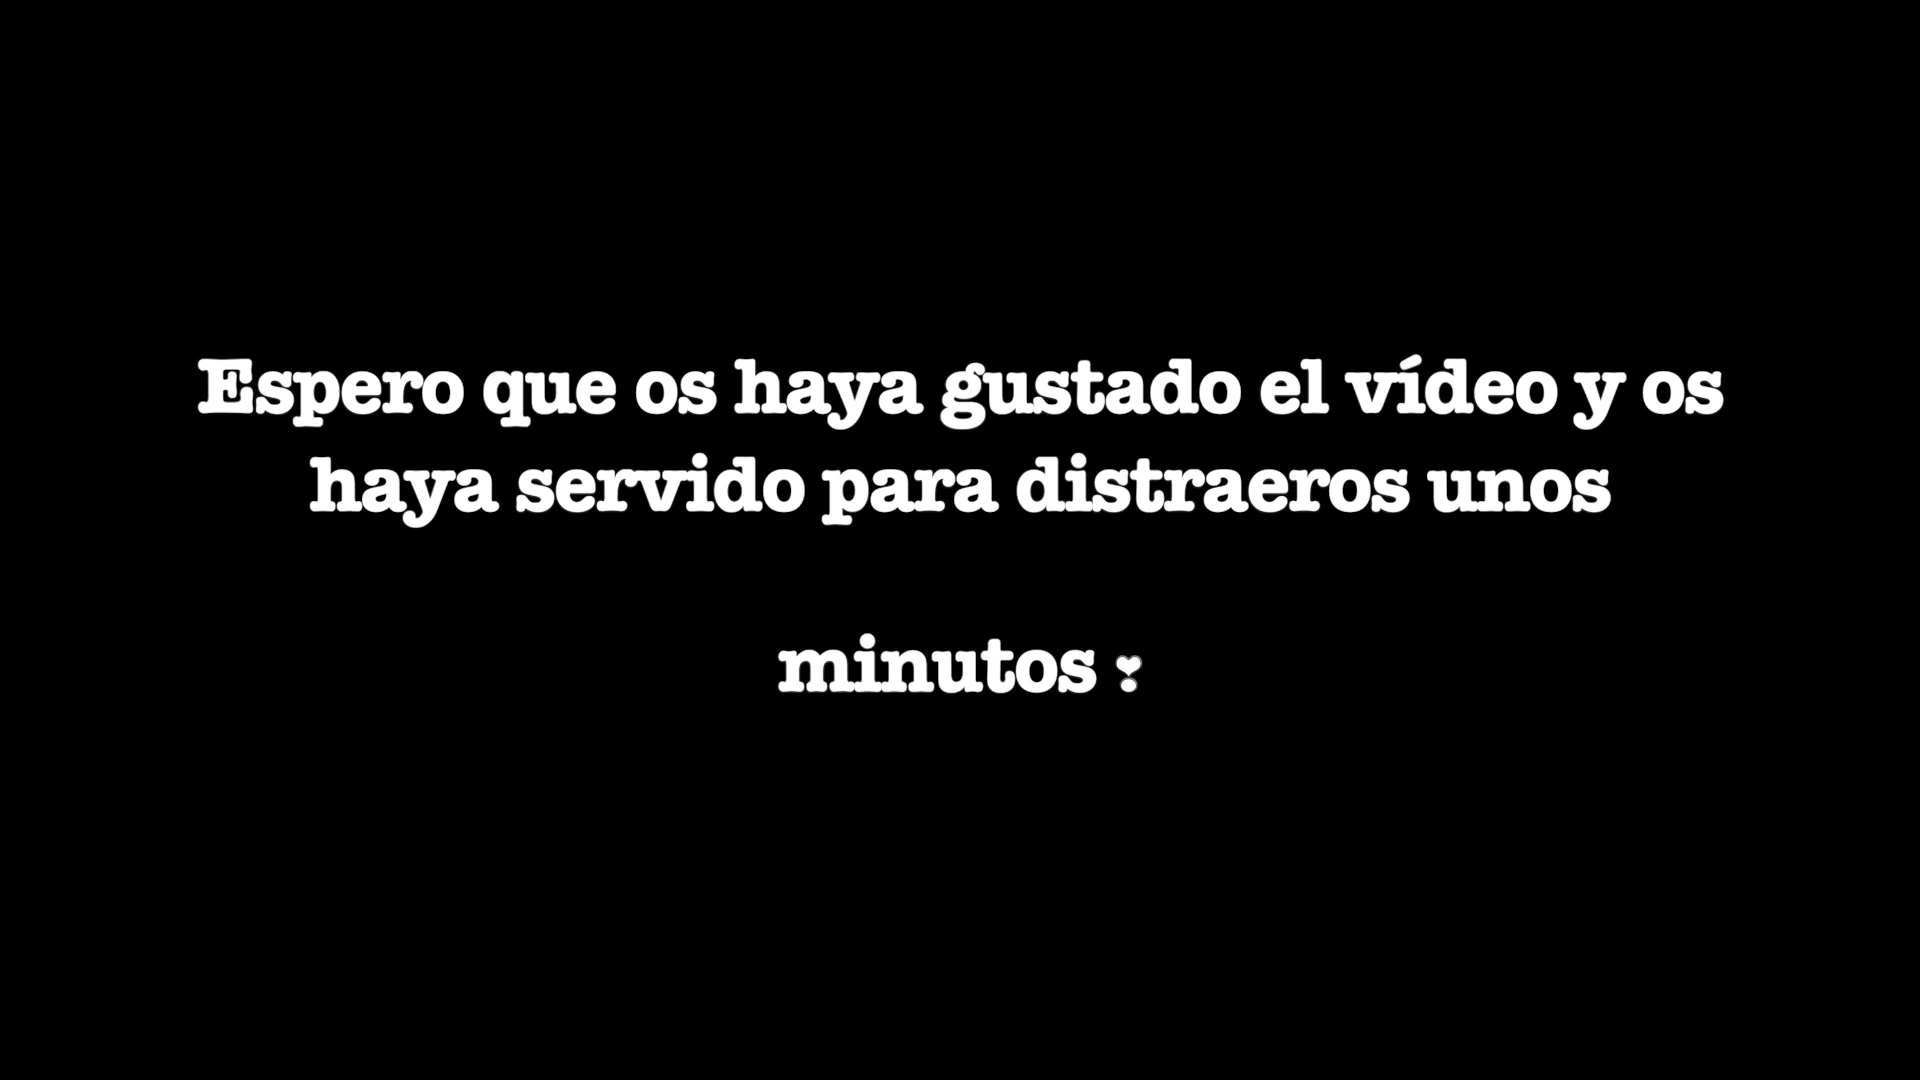 Espero que os haya gustado el vídeo y os
haya servido para distraeros unos
minutos ❣